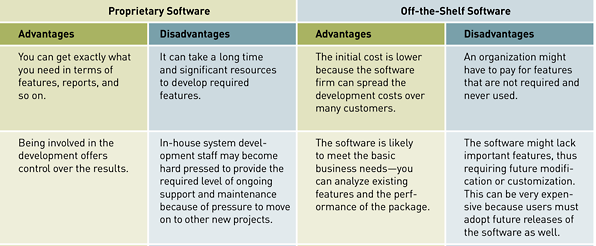 Proprietary Software
Off-the-Shelf Software
Advantages
Disadvantages
Advantages
Disadvantages
You can get exactly what
you need in terms of
features, reports, and
so on.
It can take a long time
and significant resources
to develop required
features.
The initial cost is lower
because the software
firm can spread the
development costs over
many customers.
An organization might
have to pay for features
that are not required and
never used.
Being involved in the
development offers
control over the results.
In-house system devel-
opment staff may become
hard pressed to provide the
required level of ongoing
support and maintenance
because of pressure to move
on to other new projects.
The software is likely
to meet the basic
business needs—you
can analyze existing
features and the perf-
ormance of the package.
The software might lack
important features, thus
requiring future modifi-
cation or customization.
This can be very expen-
sive because users must
adopt future releases of
the software as well.